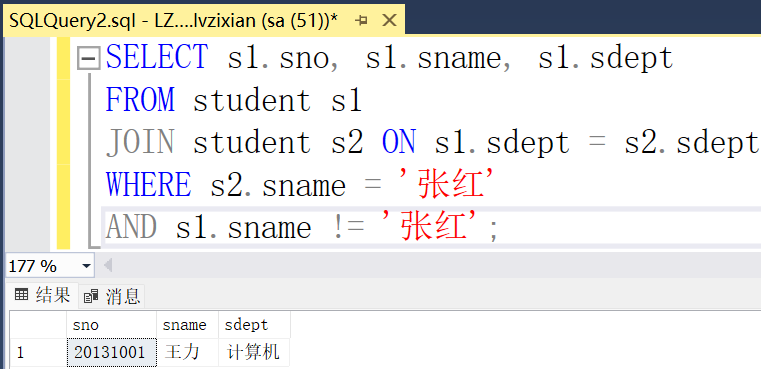 SQLQuery2.sql - LZ....lvzixian (sa (51))*
SELECT s1.sno, s1.sname, s1.sdept
FROM student s1
JOIN student s2 ON s1.sdept = s2.sdept
WHERE s2.sname = '张红'
AND s1.sname != '张红';
177 %
结果 消息
sno sname sdept
1 20131001 王力 计算机